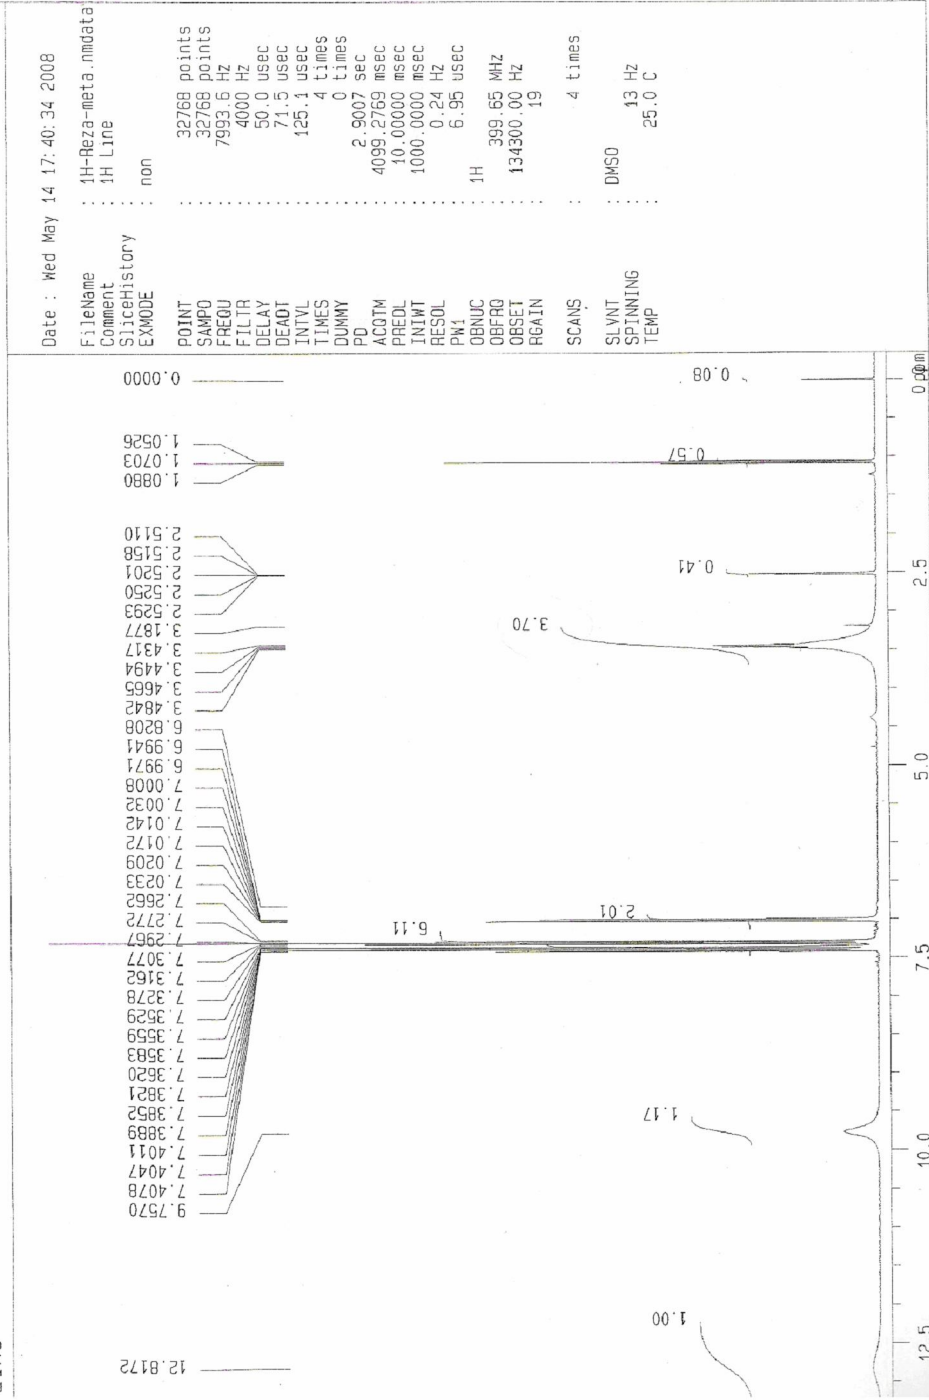 Date : Wed May 14 17:40:34 2008
FileName : 1H-Reza-meta.nmdata
Comment : 1H Line
SliceHistory :
EXMODE : non
POINT : 32768 points
SAMPO : 32768 points
FREQU : 7993.6 Hz
FILTR : 4000 Hz
DELAY : 50.0 usec
DEADT : 71.5 usec
INTVL : 125.1 usec
TIMES : 4 times
DUMMY : 0 times
PD : 2.9007 sec
ACQTM : 4099.2769 msec
PREDL : 10.00000 msec
INIWT : 1000.0000 msec
RESOL : 0.24 Hz
PW1 : 6.95 usec
OBNUC : 1H
OBFRQ : 399.65 MHz
OBSET : 134300.00 Hz
RGAIN : 19
SCANS : 4 times
SLVNT : DMSO
SPINNING : 13 Hz
TEMP : 25.0 C
0.0000
1.0526
1.0703
1.0880
2.5110
2.5158
2.5201
2.5250
2.5293
3.1877
3.4317
3.4494
3.4665
3.4842
6.8208
6.9941
6.9971
7.0008
7.0032
7.0142
7.0172
7.0209
7.0233
7.2662
7.2772
7.2967
7.3077
7.3162
7.3278
7.3529
7.3559
7.3583
7.3620
7.3821
7.3852
7.3889
7.4011
7.4047
7.4078
9.7570
12.8172
0.08
0.57
0.41
3.70
2.01
6.11
1.17
1.00
0 ppm
2.5
5.0
7.5
10.0
12.5